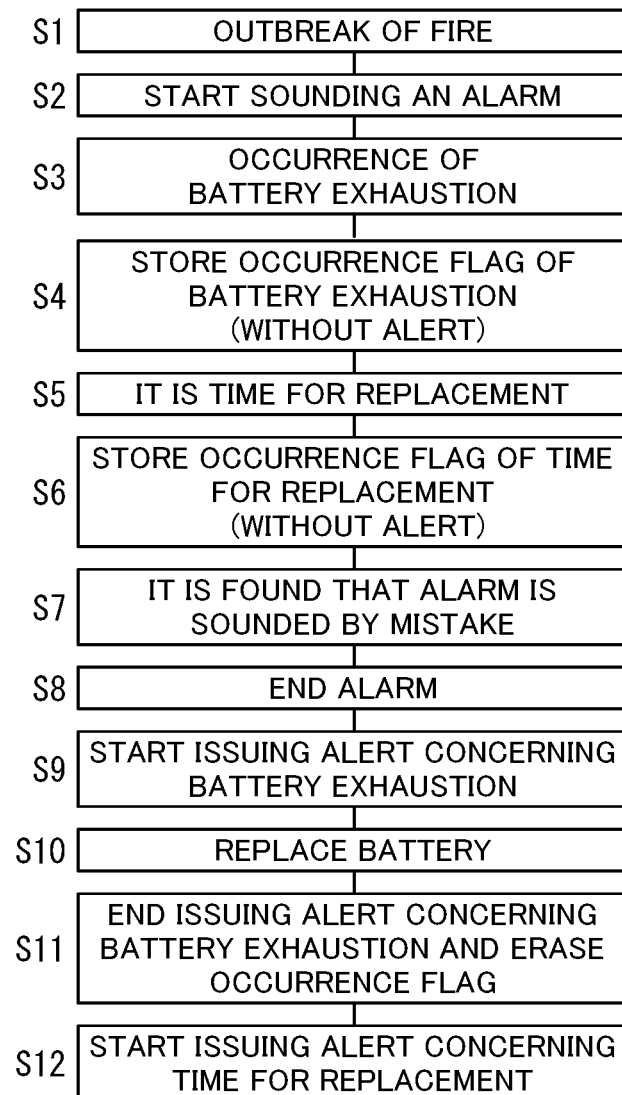 S1 OUTBREAK OF FIRE
S2 START SOUNDING AN ALARM
S3 OCCURRENCE OF
BATTERY EXHAUSTION
S4 STORE OCCURRENCE FLAG OF
BATTERY EXHAUSTION
(WITHOUT ALERT)
S5 IT IS TIME FOR REPLACEMENT
S6 STORE OCCURRENCE FLAG OF TIME
FOR REPLACEMENT
(WITHOUT ALERT)
S7 IT IS FOUND THAT ALARM IS
SOUNDED BY MISTAKE
S8 END ALARM
S9 START ISSUING ALERT CONCERNING
BATTERY EXHAUSTION
S10 REPLACE BATTERY
S11 END ISSUING ALERT CONCERNING
BATTERY EXHAUSTION AND ERASE
OCCURRENCE FLAG
S12 START ISSUING ALERT CONCERNING
TIME FOR REPLACEMENT